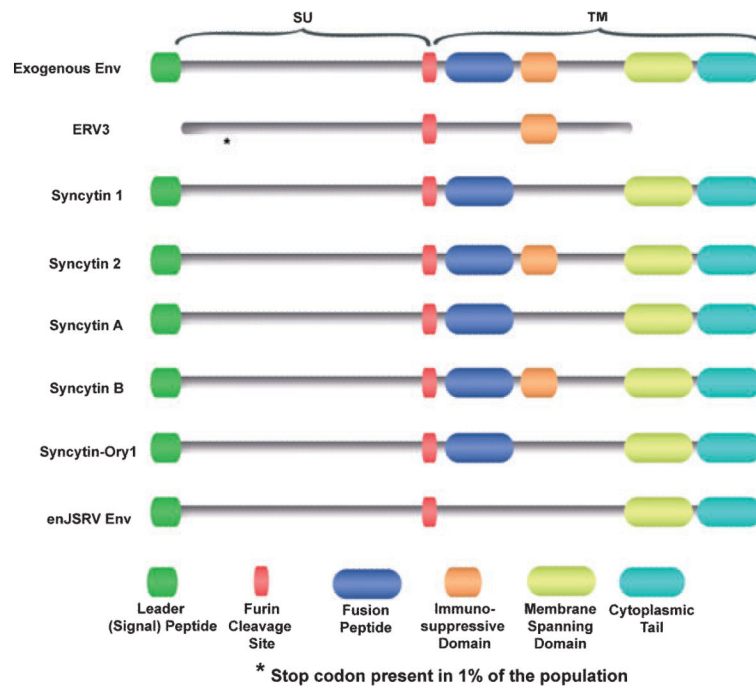 SU
TM
Exogenous Env
ERV3
*
Syncytin 1
Syncytin 2
Syncytin A
Syncytin B
Syncytin-Ory1
enJSRV Env
Leader
(Signal) Peptide
Furin
Cleavage
Site
Fusion
Peptide
Immuno-
suppressive
Domain
Membrane
Spanning
Domain
Cytoplasmic
Tail
* Stop codon present in 1% of the population